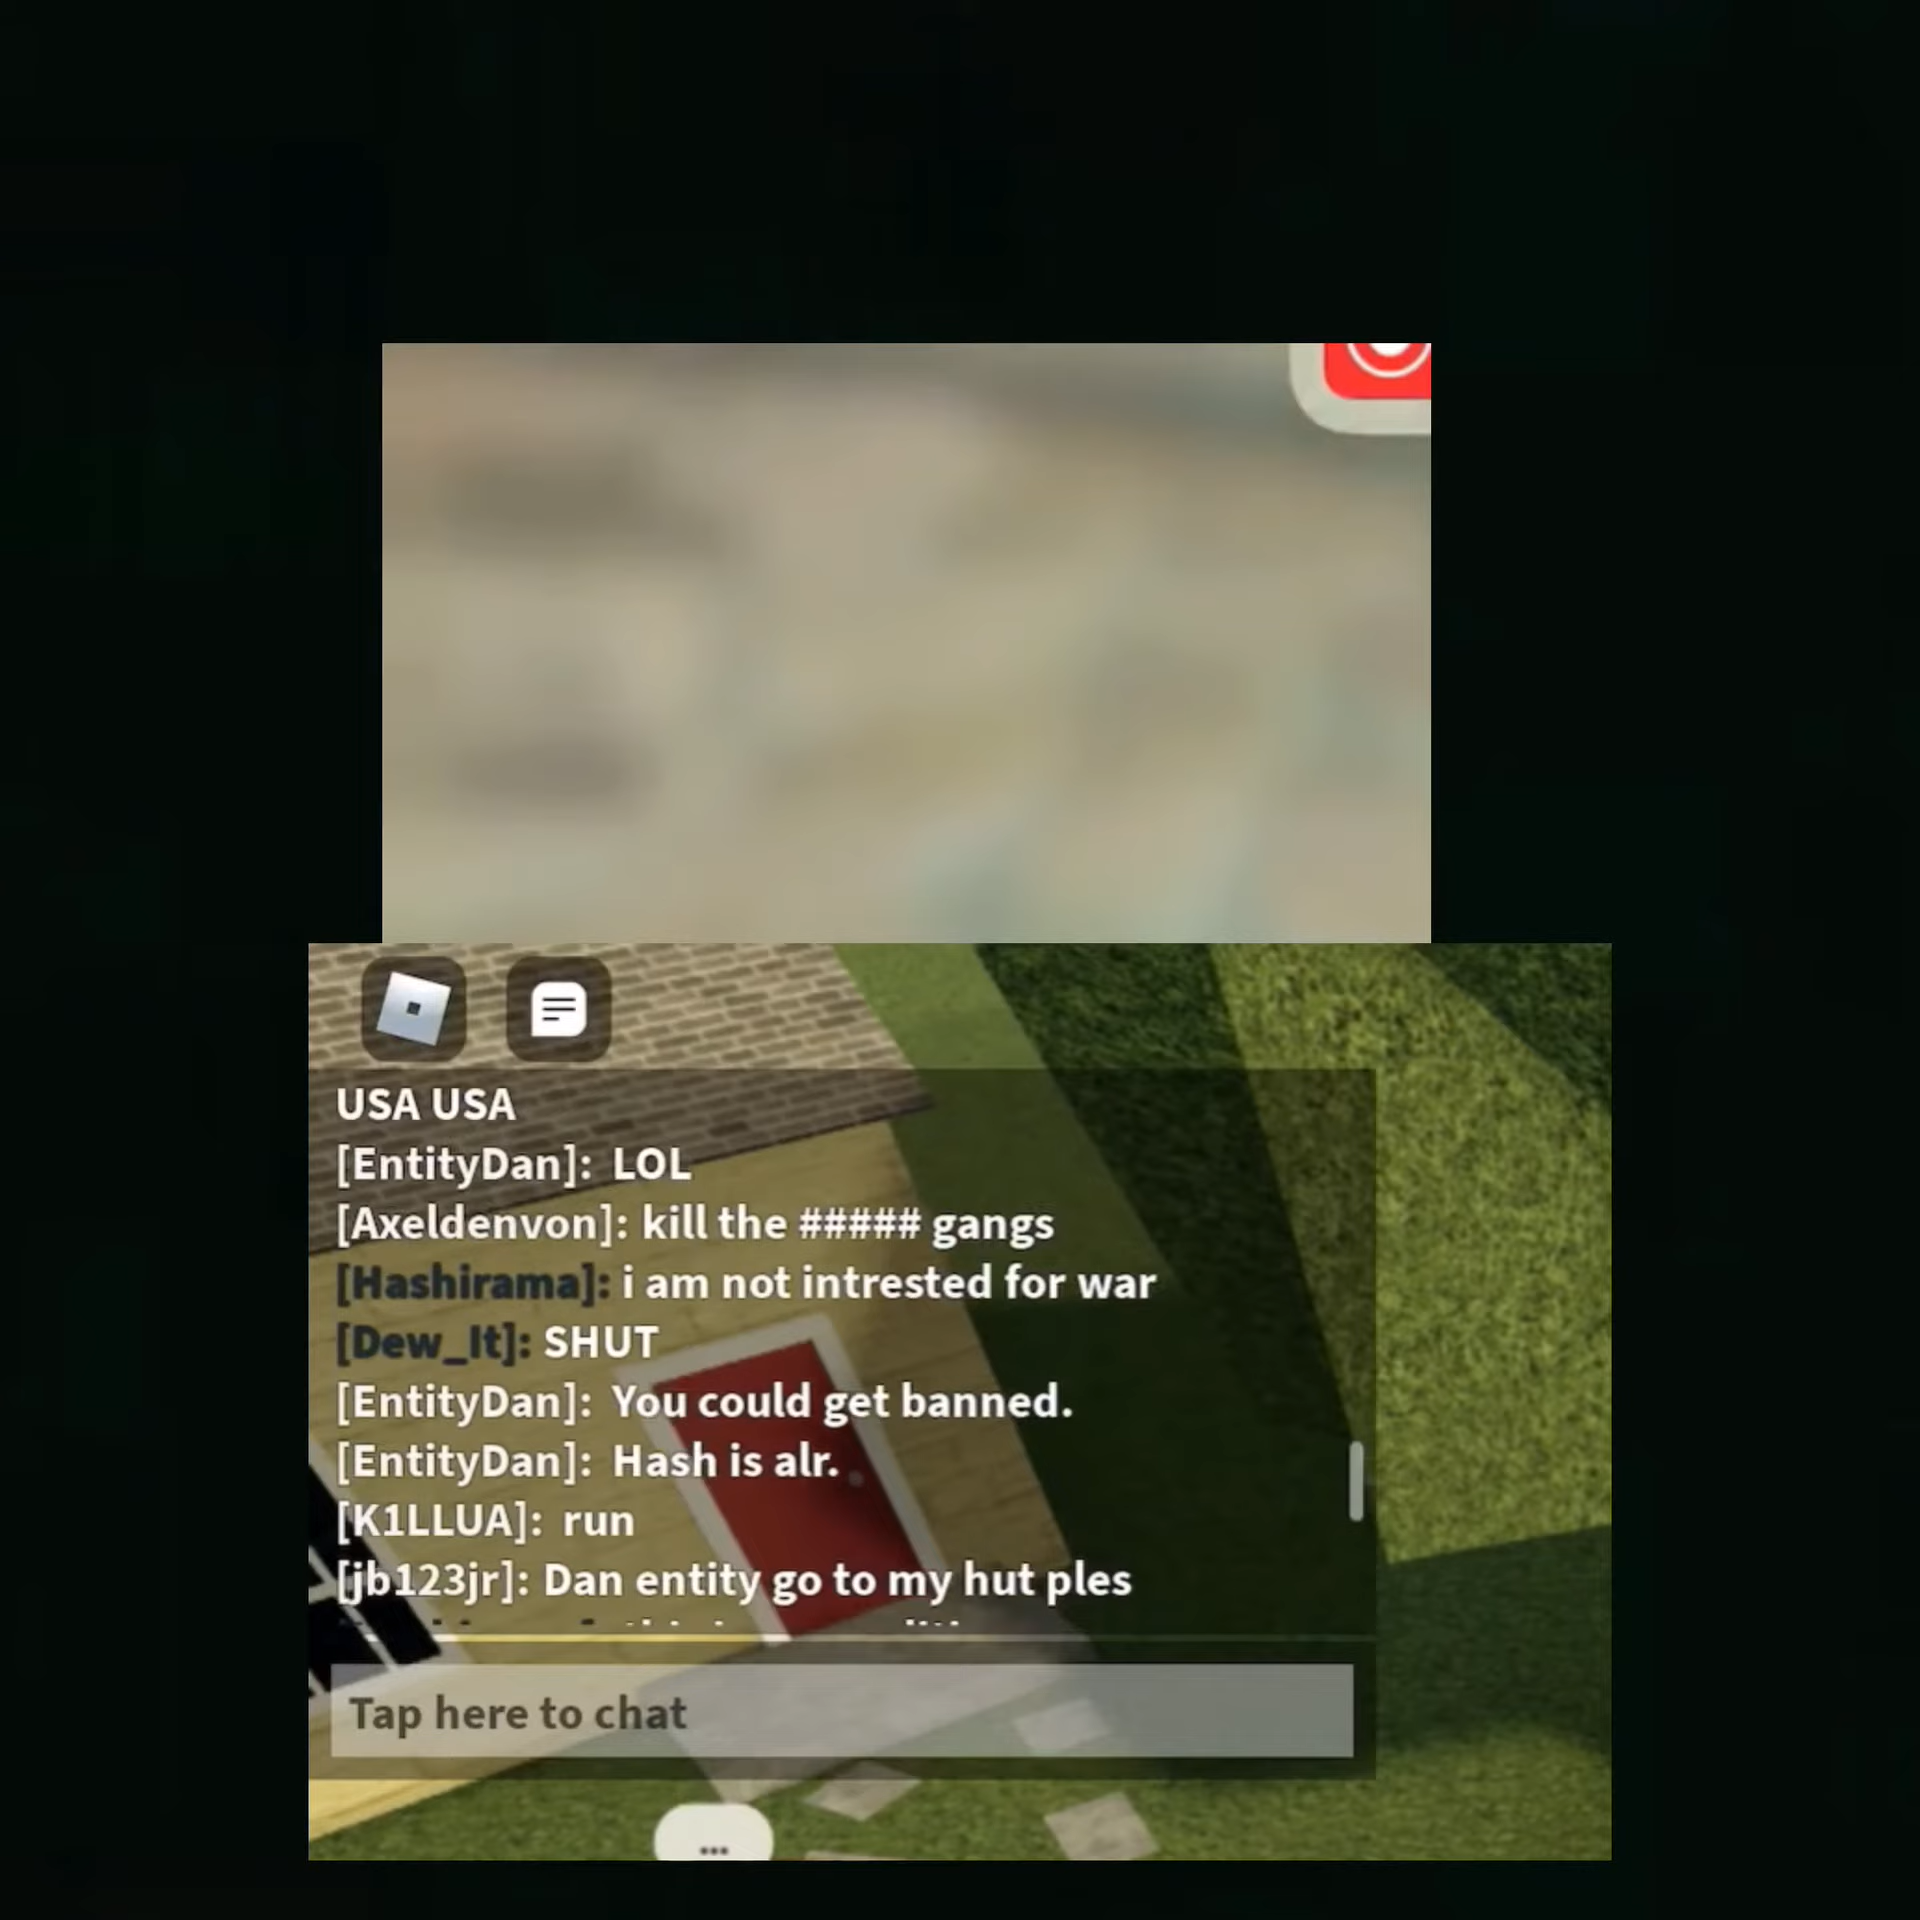 USA USA
[EntityDan]: LOL
[Axeldenvon]: kill the ##### gangs
[Hashirama]: i am not intrested for war
[Dew_It]: SHUT
[EntityDan]: You could get banned.
[EntityDan]: Hash is alr.
[K1LLUA]: run
[jb123jr]: Dan entity go to my hut ples
Tap here to chat
...